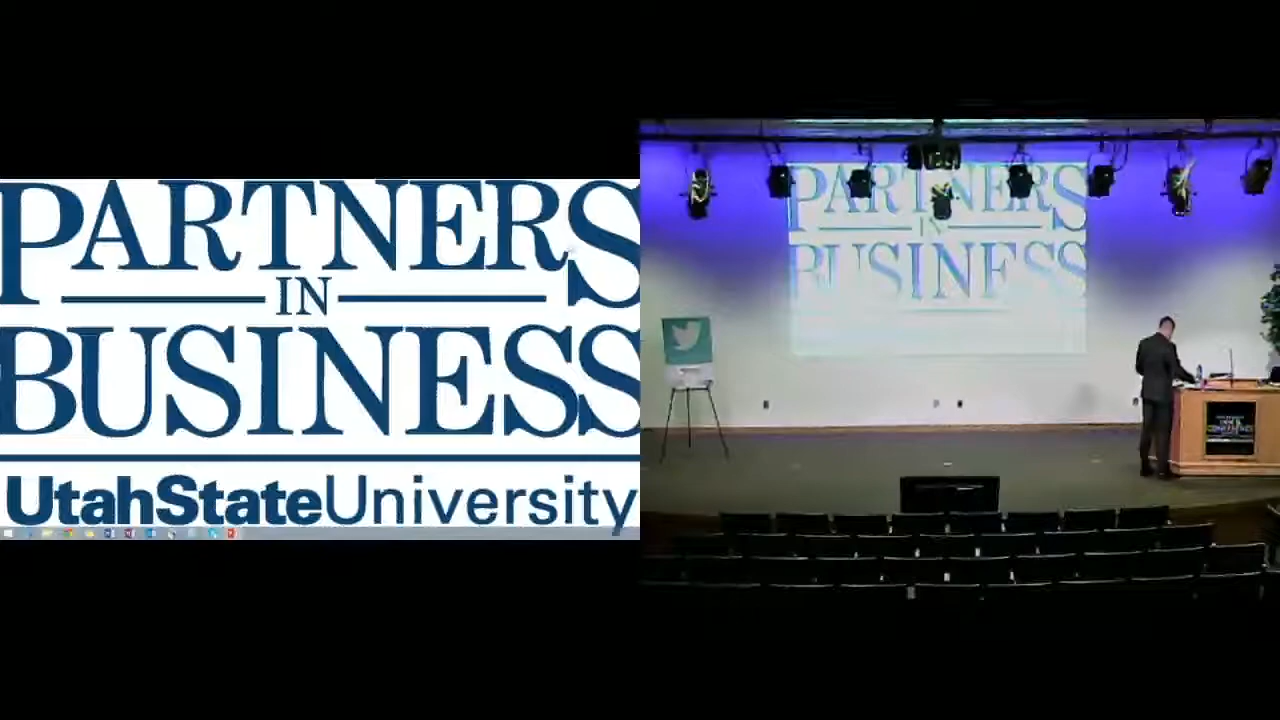 PARTNERS
IN
BUSINESS
UtahStateUniversity
PARTNERS
IN
BUSINESS